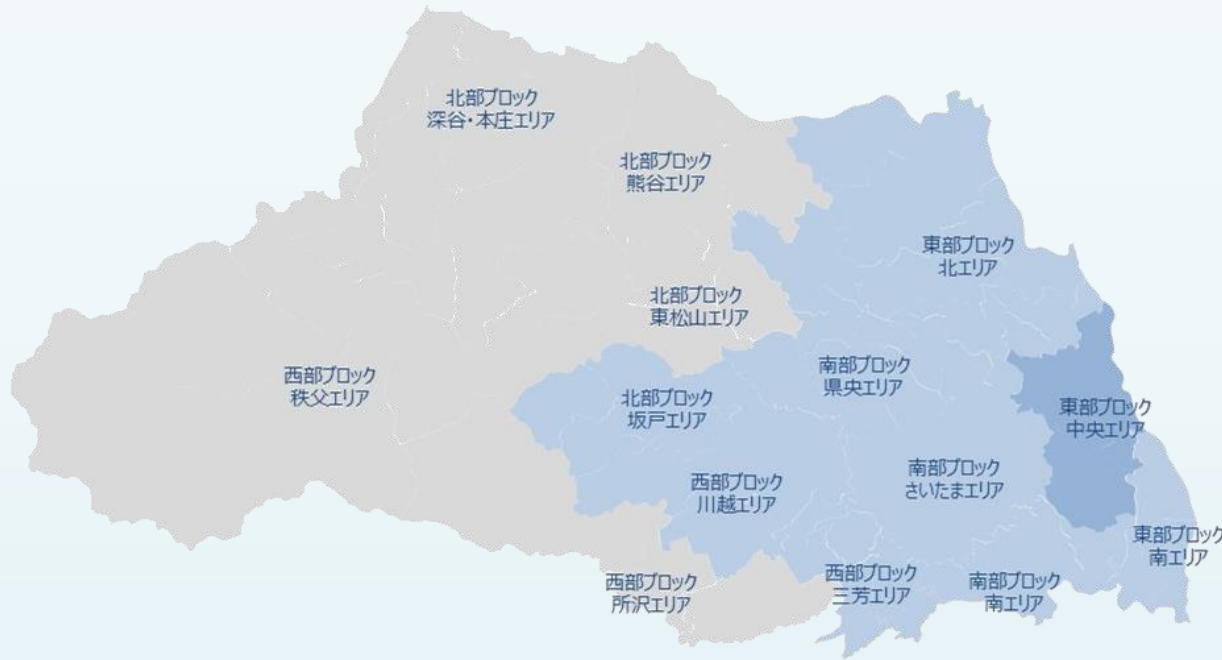 北部ブロック
深谷・本庄エリア
北部ブロック
熊谷エリア
東部ブロック
北エリア
北部ブロック
東松山エリア
西部ブロック
秩父エリア
南部ブロック
県央エリア
北部ブロック
坂戸エリア
東部ブロック
中央エリア
南部ブロック
さいたまエリア
西部ブロック
川越エリア
東部ブロック
南エリア
西部ブロック
所沢エリア
西部ブロック
三芳エリア
南部ブロック
南エリア